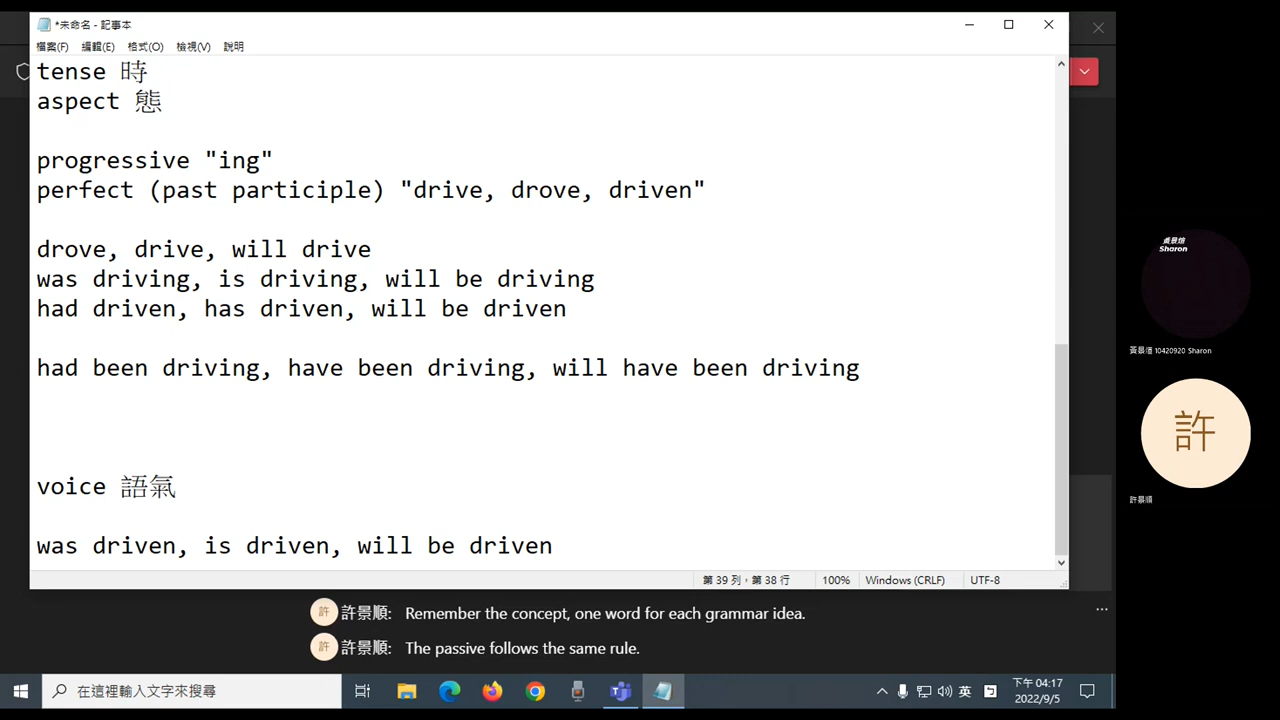 *未命名 - 記事本
檔案(F) 編輯(E) 格式(O) 檢視(V) 說明
tense 時
aspect 態
progressive "ing"
perfect (past participle) "drive, drove, driven"
drove, drive, will drive
was driving, is driving, will be driving
had driven, has driven, will be driven
had been driving, have been driving, will have been driving
voice 語氣
was driven, is driven, will be driven
第 39 列，第 38 行 100% Windows (CRLF) UTF-8
黃景煊
Sharon
黃景煊 10420920 Sharon
許
許景順
許 許景順: Remember the concept, one word for each grammar idea.
許 許景順: The passive follows the same rule.
在這裡輸入文字來搜尋
英 ㄅ 下午 04:17
2022/9/5